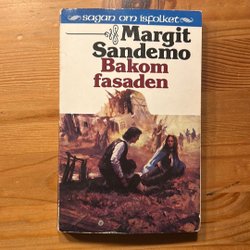 sagan om isfolket
Margit
Sandemo
Bakom
fasaden